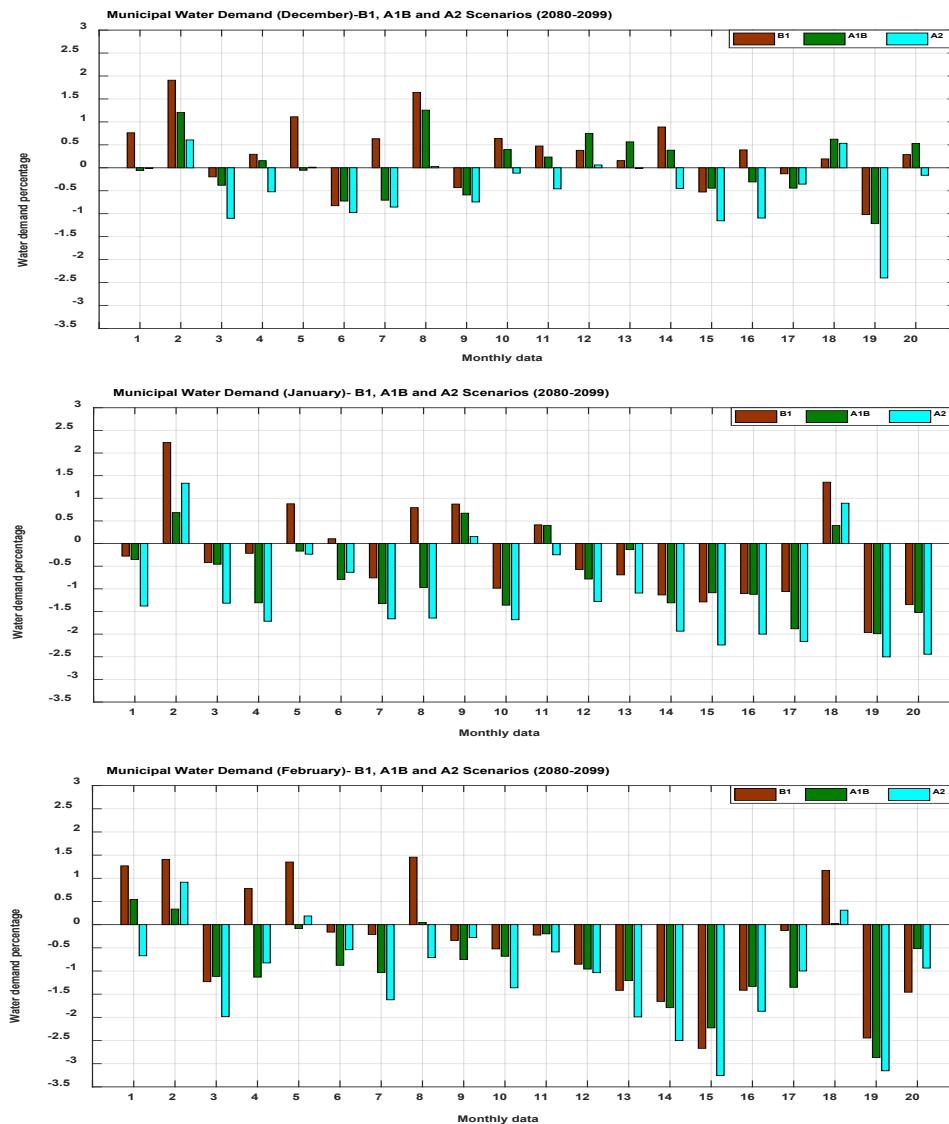 Municipal Water Demand (December)-B1, A1B and A2 Scenarios (2080-2099)
3
2.5
2
1.5
1
0.5
0
-0.5
-1
-1.5
-2
-2.5
-3
-3.5
Water demand percentage
B1 A1B A2
1 2 3 4 5 6 7 8 9 10 11 12 13 14 15 16 17 18 19 20
Monthly data
Municipal Water Demand (January)- B1, A1B and A2 Scenarios (2080-2099)
3
2.5
2
1.5
1
0.5
0
-0.5
-1
-1.5
-2
-2.5
-3
-3.5
Water demand percentage
B1 A1B A2
1 2 3 4 5 6 7 8 9 10 11 12 13 14 15 16 17 18 19 20
Monthly data
Municipal Water Demand (February)- B1, A1B and A2 Scenarios (2080-2099)
3
2.5
2
1.5
1
0.5
0
-0.5
-1
-1.5
-2
-2.5
-3
-3.5
Water demand percentage
B1 A1B A2
1 2 3 4 5 6 7 8 9 10 11 12 13 14 15 16 17 18 19 20
Monthly data